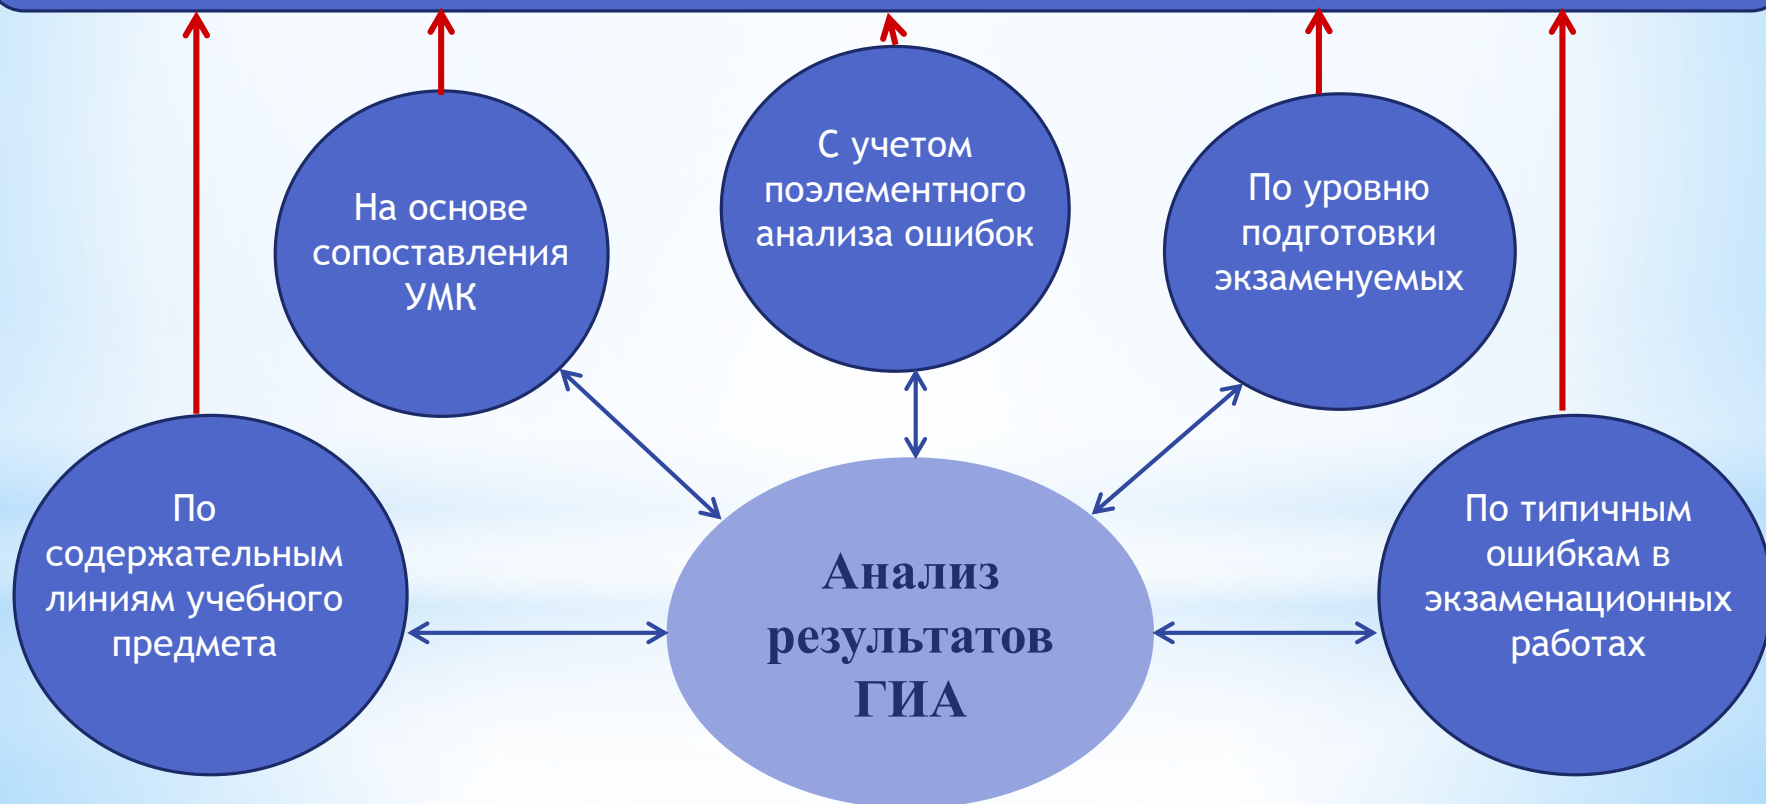 С учетом
поэлементного
анализа ошибок
На основе
сопоставления
УМК
По уровню
подготовки
экзаменуемых
По
содержательным
линиям учебного
предмета
По типичным
ошибкам в
экзаменационных
работах
Анализ
результатов
ГИА